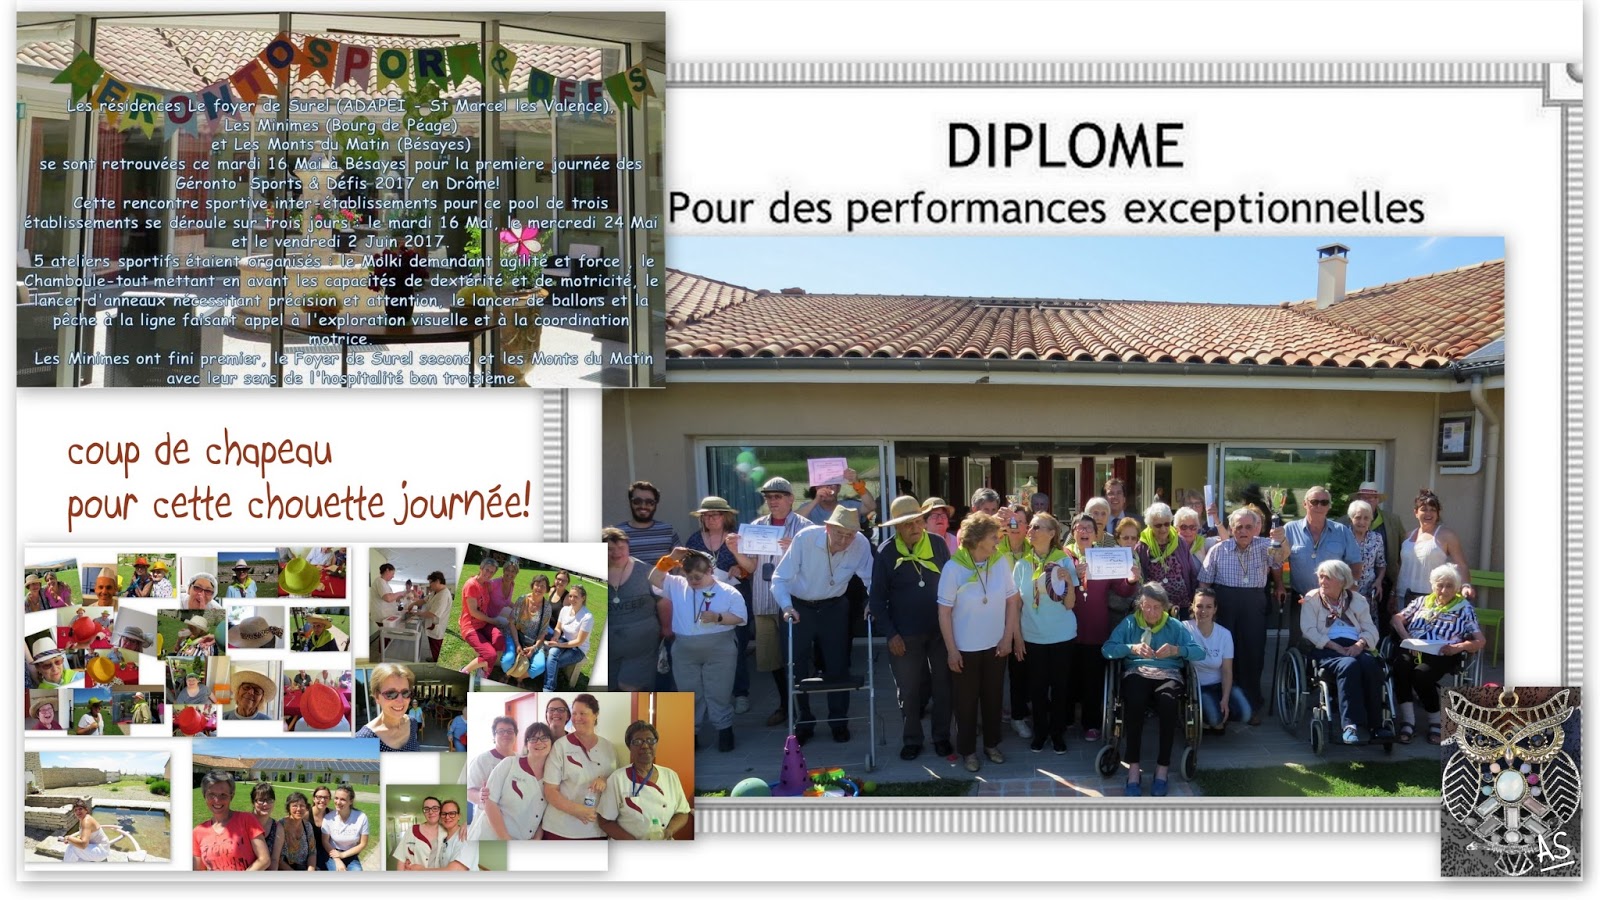 GÉRONTOSPORT & DÉFIS
Les résidences Le foyer de Surel (ADAPEI - St Marcel les Valence),
Les Minimes (Bourg de Péage)
et Les Monts du Matin (Bésayes)
se sont retrouvées ce mardi 16 Mai à Bésayes pour la première journée des
Géronto' Sports & Défis 2017 en Drôme!
Cette rencontre sportive inter-établissements pour ce pool de trois
établissements se déroule sur trois jours : le mardi 16 Mai, le mercredi 24 Mai
et le vendredi 2 Juin 2017.
5 ateliers sportifs étaient organisés : le Molki demandant agilité et force , le
Chamboule-tout mettant en avant les capacités de dextérité et de motricité, le
lancer d'anneaux nécessitant précision et attention, le lancer de ballons et la
pêche à la ligne faisant appel à l'exploration visuelle et à la coordination
motrice.
Les Minimes ont fini premier, le Foyer de Surel second et les Monts du Matin
avec leur sens de l'hospitalité bon troisième
DIPLOME
Pour des performances exceptionnelles
coup de chapeau
pour cette chouette journée!
AS